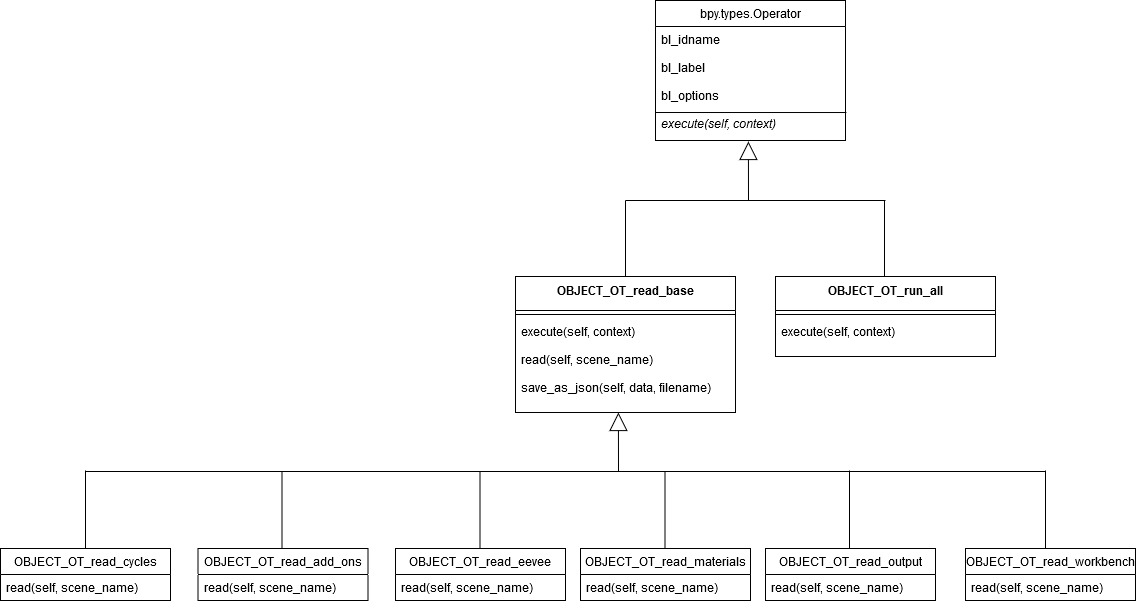 bpy.types.Operator
bl_idname
bl_label
bl_options
execute(self, context)
OBJECT_OT_read_base
execute(self, context)
read(self, scene_name)
save_as_json(self, data, filename)
OBJECT_OT_run_all
execute(self, context)
OBJECT_OT_read_cycles
read(self, scene_name)
OBJECT_OT_read_add_ons
read(self, scene_name)
OBJECT_OT_read_eevee
read(self, scene_name)
OBJECT_OT_read_materials
read(self, scene_name)
OBJECT_OT_read_output
read(self, scene_name)
OBJECT_OT_read_workbench
read(self, scene_name)